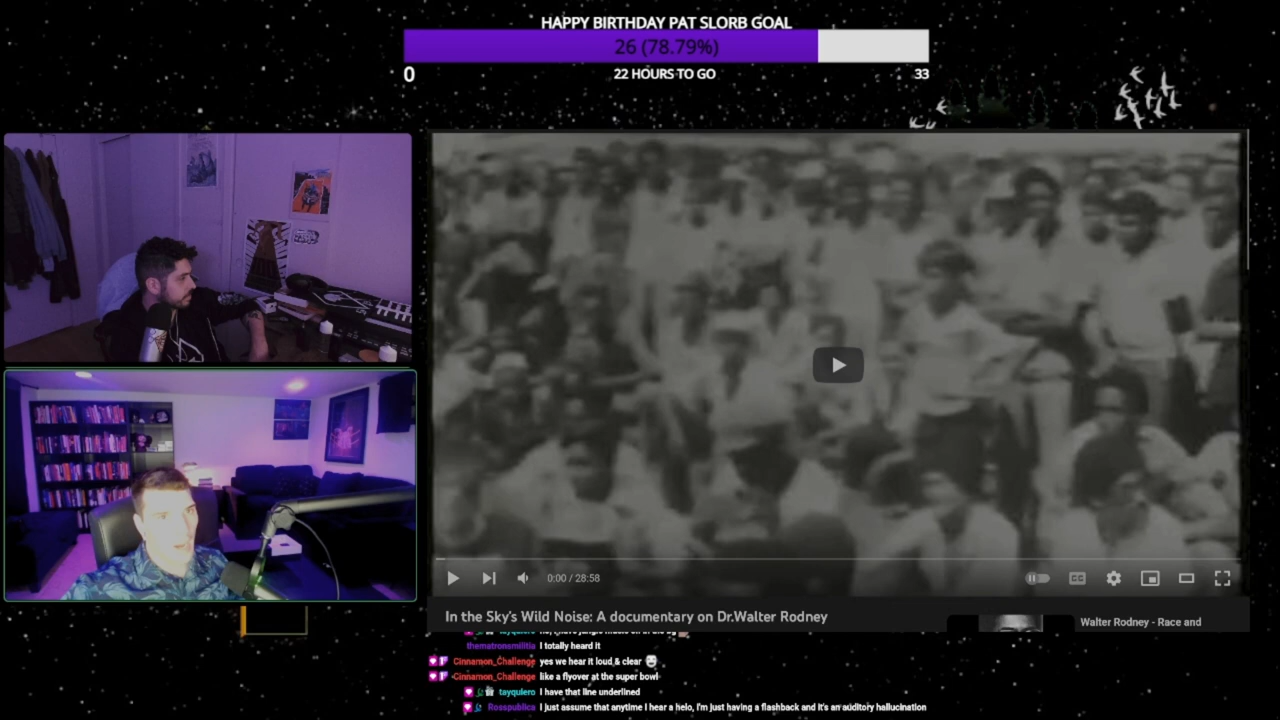 HAPPY BIRTHDAY PAT SLORB GOAL
26 (78.79%)
0
22 HOURS TO GO
33
0:00 / 28:58
CC
In the Sky's Wild Noise: A documentary on Dr.Walter Rodney
Walter Rodney - Race and
tayquiero
thematronsmilitia I totally heard it
Cinnamon_Challenge yes we hear it loud & clear
Cinnamon_Challenge like a flyover at the super bowl
tayquiero I have that line underlined
Rosspublica I just assume that anytime I hear a helo, I'm just having a flashback and it's an auditory hallucination